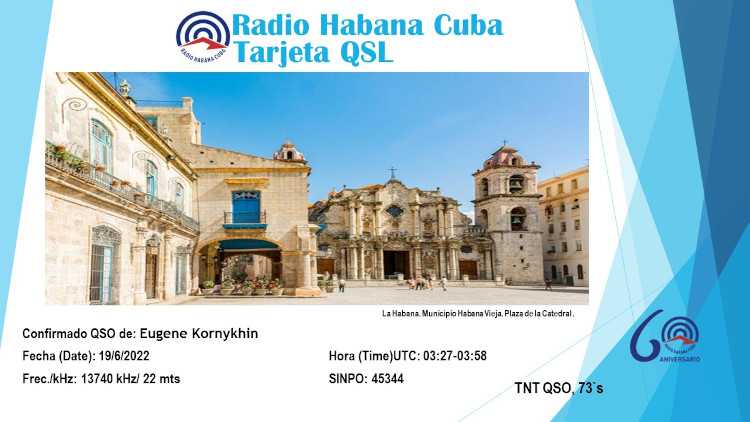 Radio Habana Cuba
Tarjeta QSL
RADIO HABANA CUBA
La Habana, Municipio Habana Vieja, Plaza de la Catedral.
Confirmado QSO de: Eugene Kornykhin
Fecha (Date): 19/6/2022
Hora (Time)UTC: 03:27-03:58
Frec./kHz: 13740 kHz/ 22 mts
SINPO: 45344
TNT QSO, 73`s
60
ANIVERSARIO